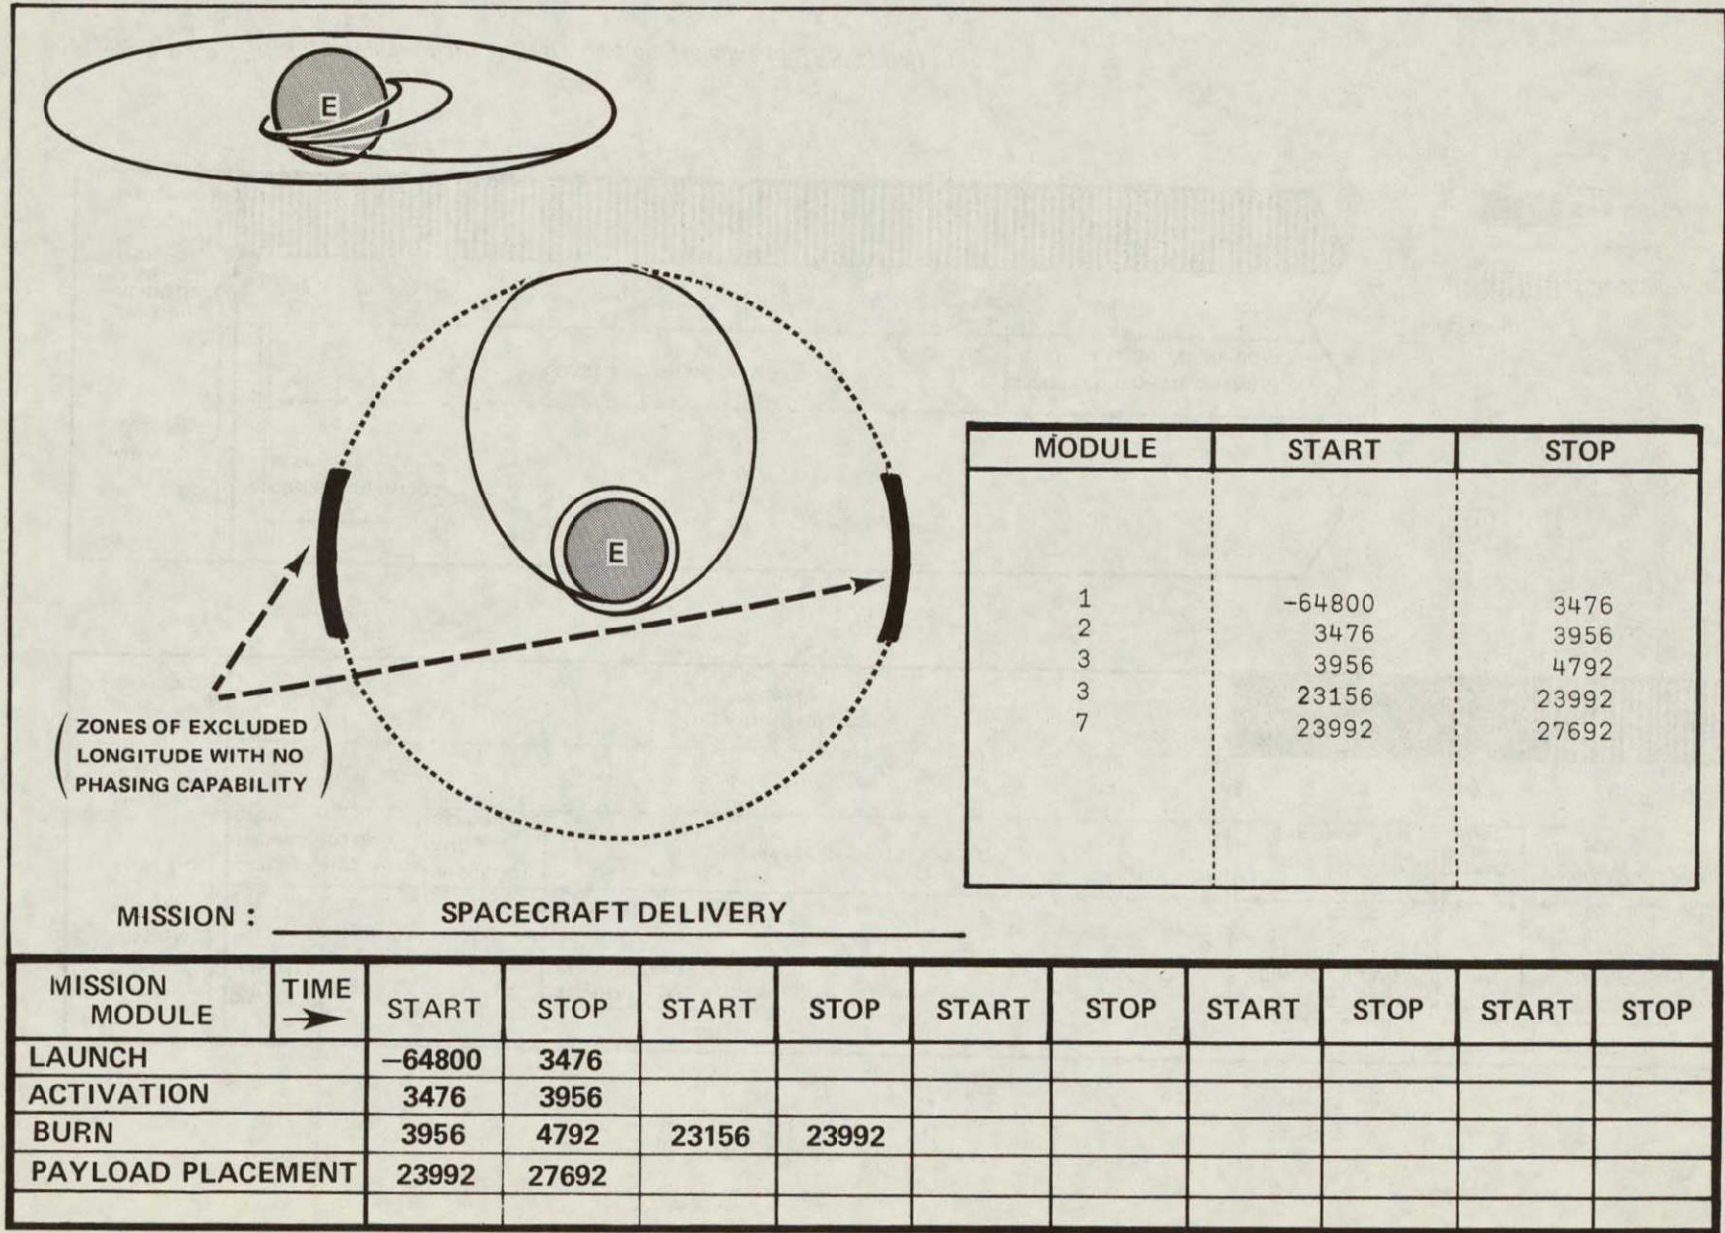 E
E
(ZONES OF EXCLUDED
LONGITUDE WITH NO
PHASING CAPABILITY)
MODULE START STOP
1 -64800 3476
2 3476 3956
3 3956 4792
3 23156 23992
7 23992 27692
MISSION : SPACECRAFT DELIVERY
MISSION MODULE TIME START STOP START STOP START STOP START STOP START STOP
LAUNCH –64800 3476
ACTIVATION 3476 3956
BURN 3956 4792 23156 23992
PAYLOAD PLACEMENT 23992 27692